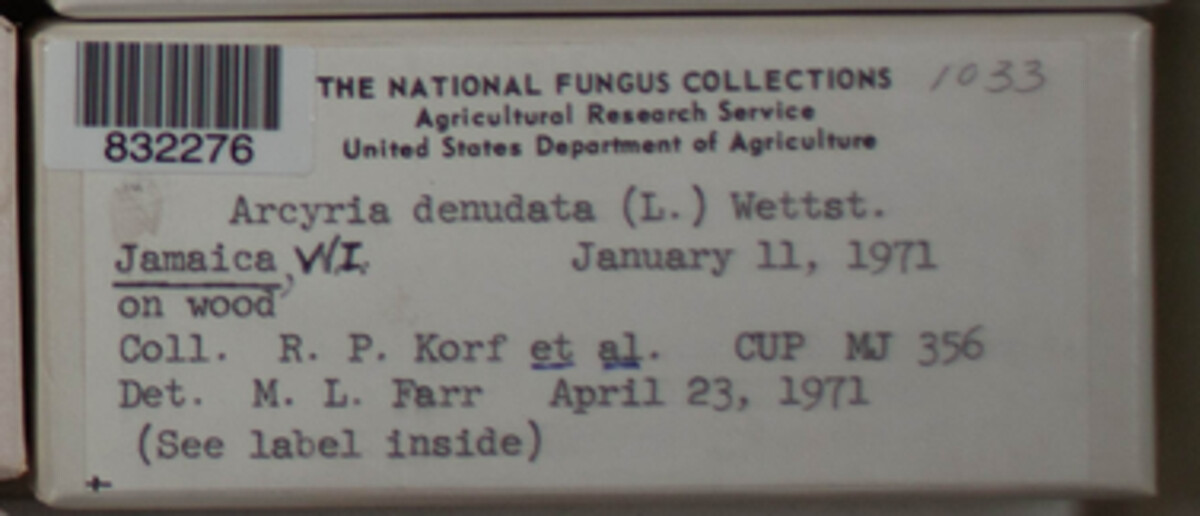 THE NATIONAL FUNGUS COLLECTIONS 1033
Agricultural Research Service
United States Department of Agriculture
832276
Arcyria denudata (L.) Wettst.
Jamaica, W.I. January 11, 1971
on wood
Coll. R. P. Korf et al. CUP MJ 356
Det. M. L. Farr April 23, 1971
(See label inside)
+